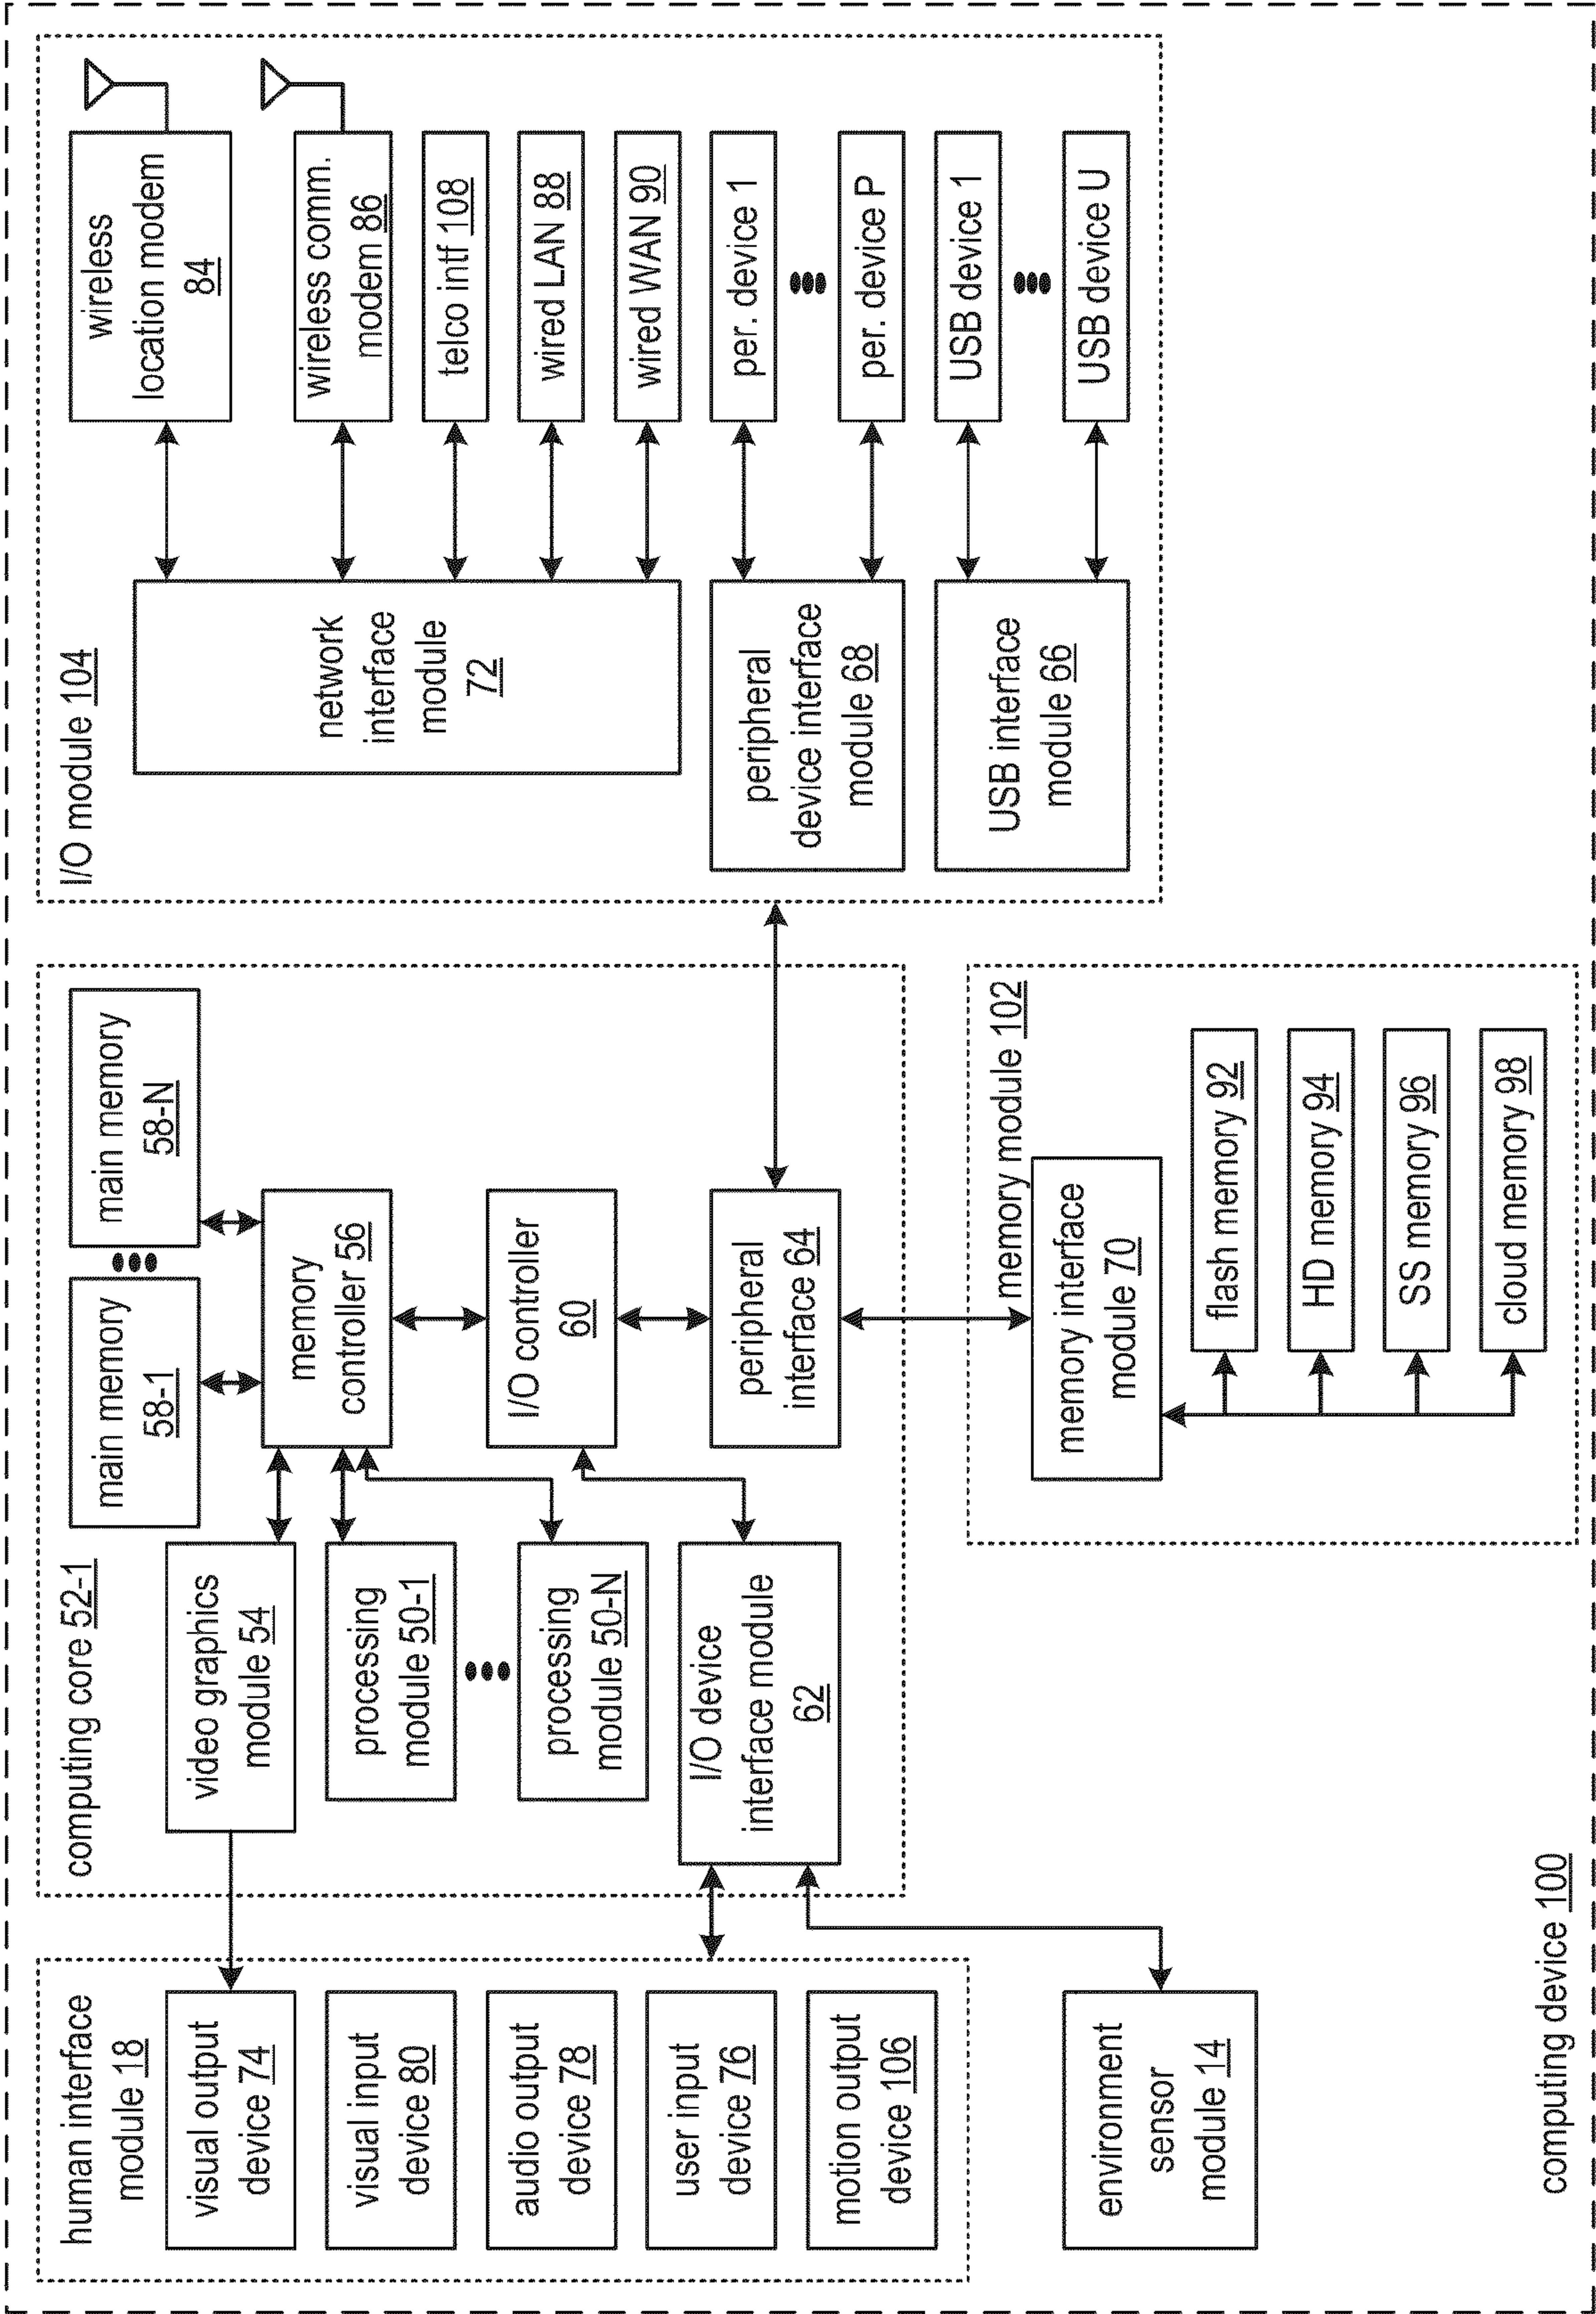 human interface
module 18
visual output
device 74
visual input
device 80
audio output
device 78
user input
device 76
motion output
device 106
environment
sensor
module 14
computing core 52-1
video graphics
module 54
processing
module 50-1
processing
module 50-N
I/O device
interface module
62
main memory
58-1
main memory
58-N
memory
controller 56
I/O controller
60
peripheral
interface 64
memory module 102
memory interface
module 70
flash memory 92
HD memory 94
SS memory 96
cloud memory 98
I/O module 104
network
interface
module
72
peripheral
device interface
module 68
USB interface
module 66
wireless
location modem
84
wireless comm.
modem 86
telco intf 108
wired LAN 88
wired WAN 90
per. device 1
per. device P
USB device 1
USB device U
computing device 100